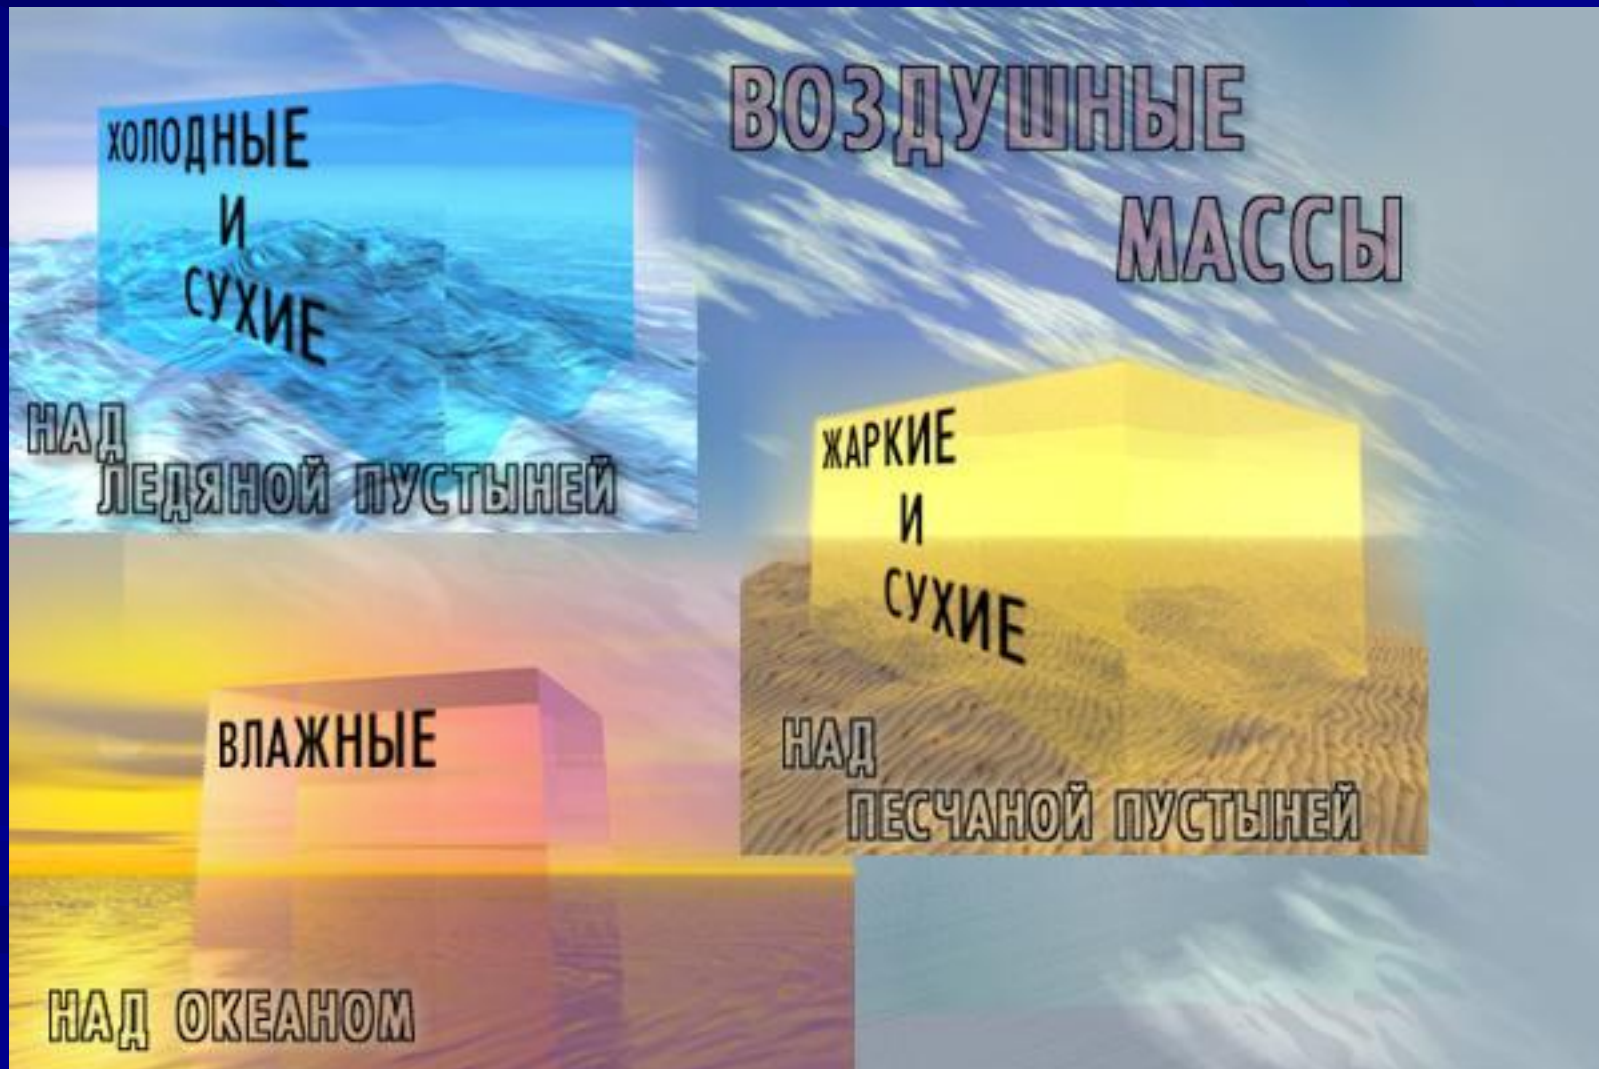 ВОЗДУШНЫЕ
МАССЫ
ХОЛОДНЫЕ
И
СУХИЕ
НАД
ЛЕДЯНОЙ ПУСТЫНЕЙ
ЖАРКИЕ
И
СУХИЕ
НАД
ПЕСЧАНОЙ ПУСТЫНЕЙ
ВЛАЖНЫЕ
НАД ОКЕАНОМ